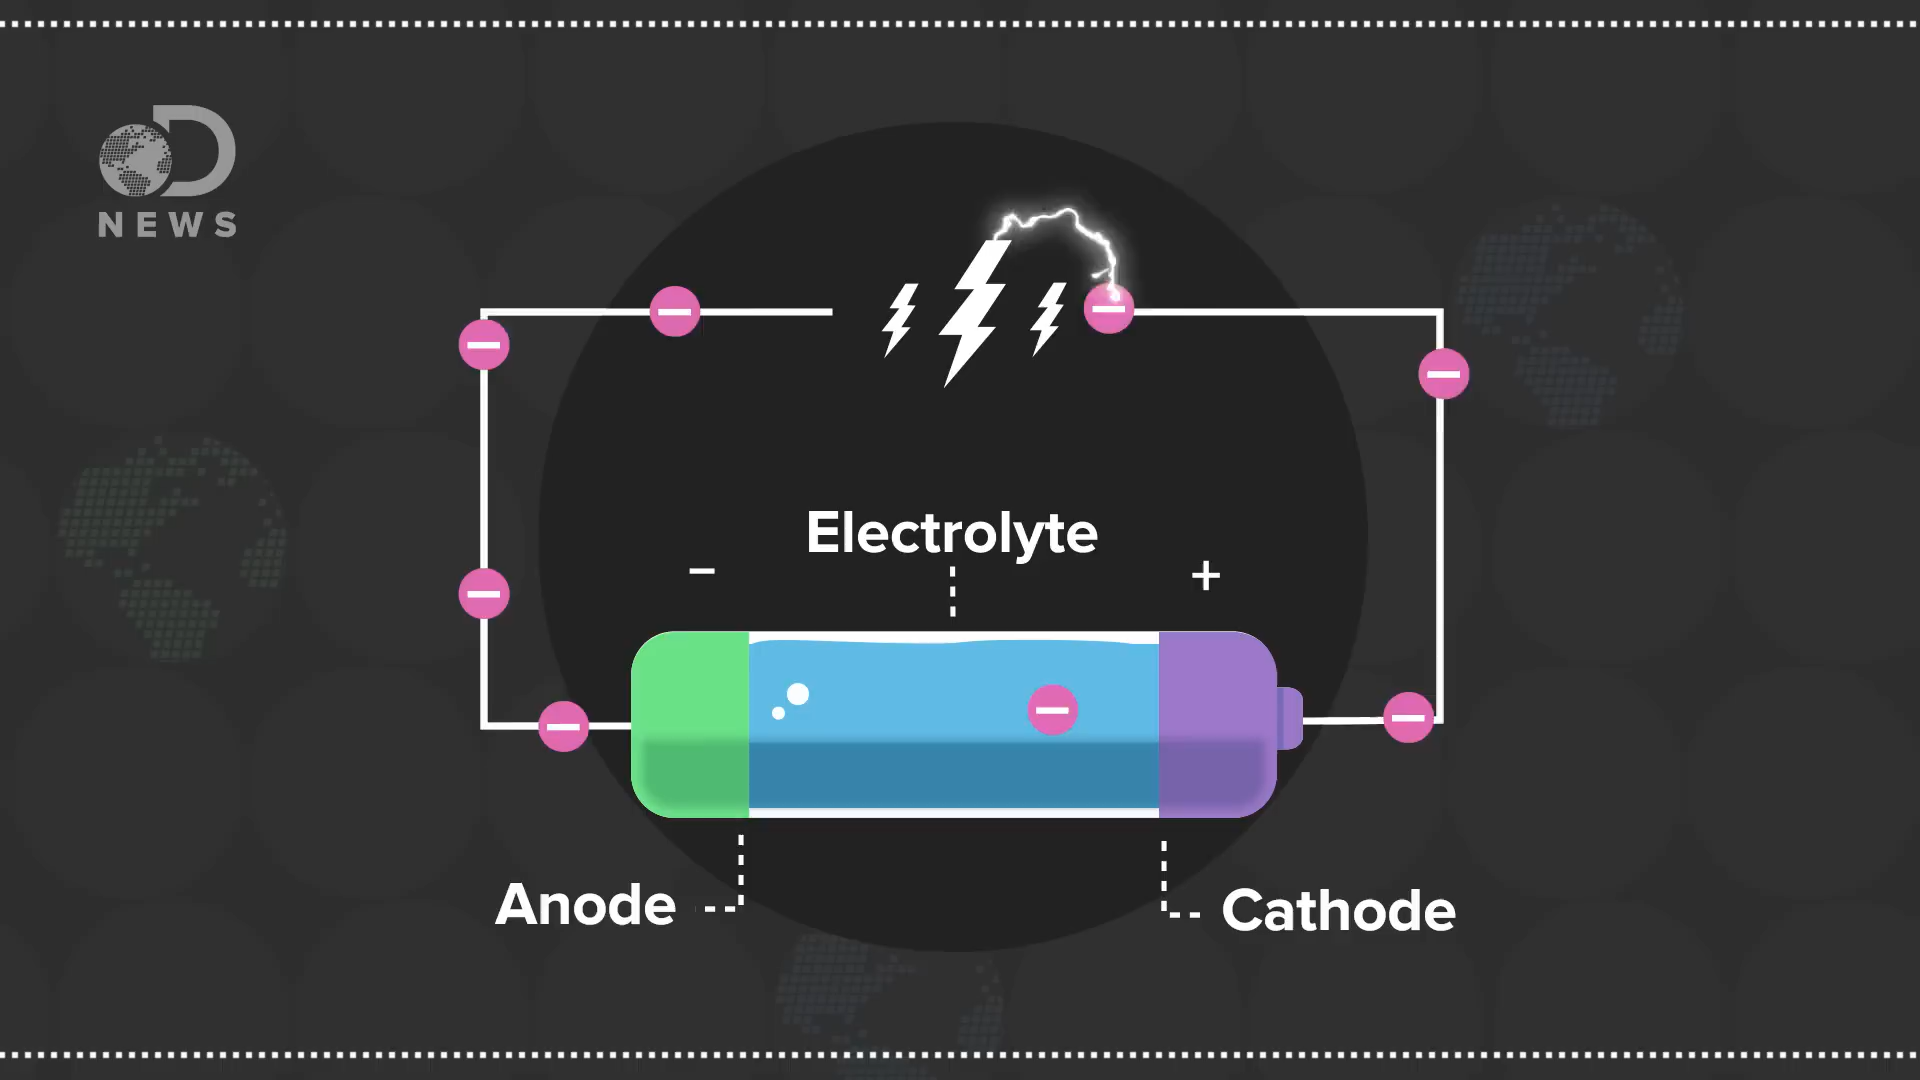 D
NEWS
Electrolyte
− +
Anode
Cathode